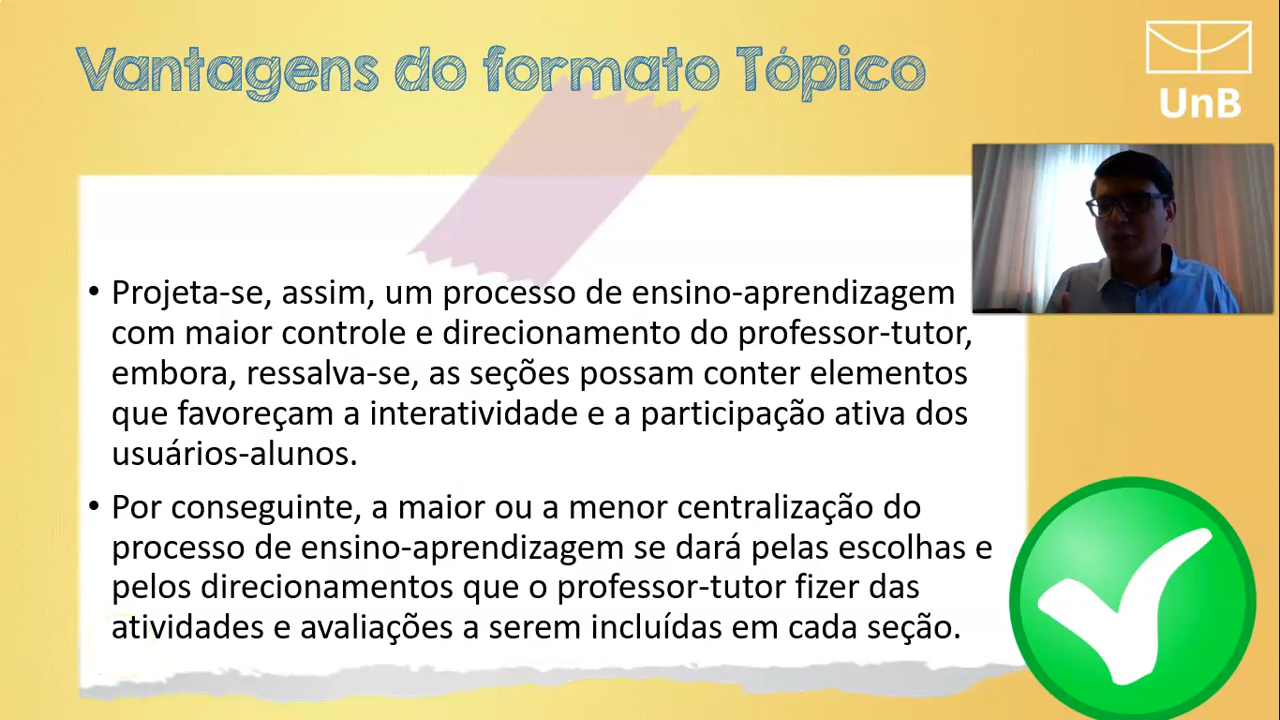 Vantagens do formato Tópico
UnB
• Projeta-se, assim, um processo de ensino-aprendizagem
com maior controle e direcionamento do professor-tutor,
embora, ressalva-se, as seções possam conter elementos
que favoreçam a interatividade e a participação ativa dos
usuários-alunos.
• Por conseguinte, a maior ou a menor centralização do
processo de ensino-aprendizagem se dará pelas escolhas e
pelos direcionamentos que o professor-tutor fizer das
atividades e avaliações a serem incluídas em cada seção.